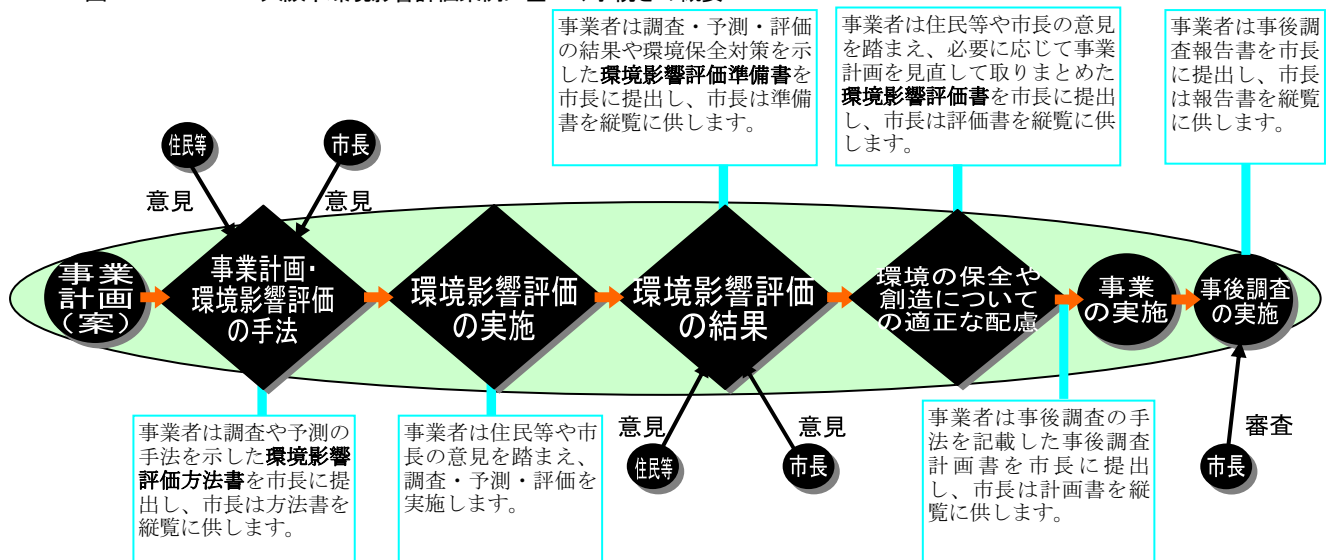 事業者は調査・予測・評価
の結果や環境保全対策を示
した環境影響評価準備書を
市長に提出し、市長は準備
書を縦覧に供します。
事業者は住民等や市長の意見
を踏まえ、必要に応じて事業
計画を見直して取りまとめた
環境影響評価書を市長に提出
し、市長は評価書を縦覧に供
します。
事業者は事後調
査報告書を市長
に提出し、市長
は報告書を縦覧
に供します。
住民等
市長
意見
意見
事業
計画
（案）
事業計画・
環境影響評価
の手法
環境影響評価
の実施
環境影響評価
の結果
環境の保全や
創造について
の適正な配慮
事業
の実施
事後調査
の実施
事業者は調査や予測の
手法を示した環境影響
評価方法書を市長に提
出し、市長は方法書を
縦覧に供します。
事業者は住民等や市
長の意見を踏まえ、
調査・予測・評価を
実施します。
意見
意見
住民等
市長
事業者は事後調査の手
法を記載した事後調査
計画書を市長に提出
し、市長は計画書を縦
覧に供します。
審査
市長